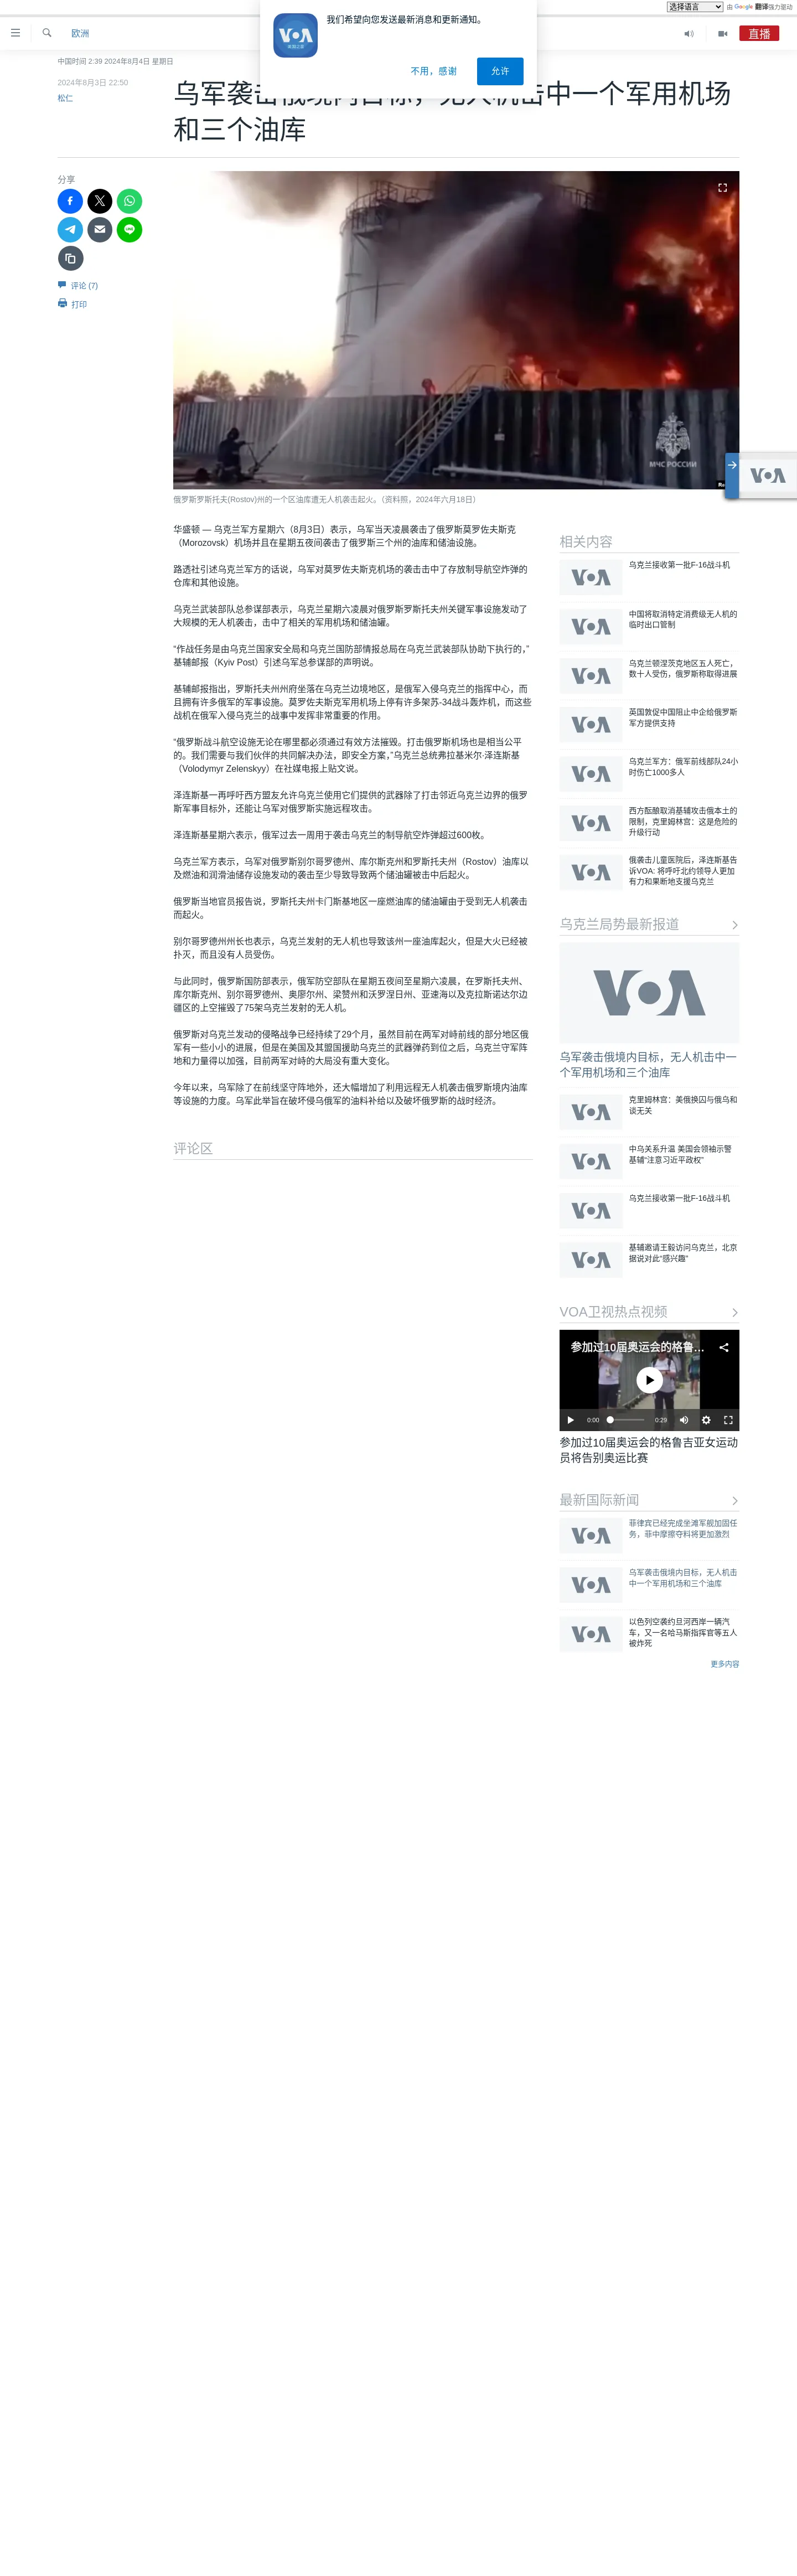 选择语言 由 Google 翻译强力驱动
我们希望向您发送最新消息和更新通知。
不用，感谢
允许
欧洲
直播
中国时间 2:39 2024年8月4日 星期日
2024年8月3日 22:50
松仁
乌军袭击俄境内目标，无人机击中一个军用机场
和三个油库
分享
评论 (7)
打印
МЧС РОССИИ
俄罗斯罗斯托夫(Rostov)州的一个区油库遭无人机袭击起火。（资料照，2024年六月18日）
华盛顿 — 乌克兰军方星期六（8月3日）表示，乌军当天凌晨袭击了俄罗斯莫罗佐夫斯克
（Morozovsk）机场并且在星期五夜间袭击了俄罗斯三个州的油库和储油设施。
路透社引述乌克兰军方的话说，乌军对莫罗佐夫斯克机场的袭击击中了存放制导航空炸弹的
仓库和其他设施。
乌克兰武装部队总参谋部表示，乌克兰星期六凌晨对俄罗斯罗斯托夫州关键军事设施发动了
大规模的无人机袭击，击中了相关的军用机场和储油罐。
“作战任务是由乌克兰国家安全局和乌克兰国防部情报总局在乌克兰武装部队协助下执行的，”
基辅邮报（Kyiv Post）引述乌军总参谋部的声明说。
基辅邮报指出，罗斯托夫州州府坐落在乌克兰边境地区，是俄军入侵乌克兰的指挥中心，而
且拥有许多俄军的军事设施。莫罗佐夫斯克军用机场上停有许多架苏-34战斗轰炸机，而这些
战机在俄军入侵乌克兰的战事中发挥非常重要的作用。
“俄罗斯战斗航空设施无论在哪里都必须通过有效方法摧毁。打击俄罗斯机场也是相当公平
的。我们需要与我们伙伴的共同解决办法，即安全方案，”乌克兰总统弗拉基米尔·泽连斯基
（Volodymyr Zelenskyy）在社媒电报上贴文说。
泽连斯基一再呼吁西方盟友允许乌克兰使用它们提供的武器除了打击邻近乌克兰边界的俄罗
斯军事目标外，还能让乌军对俄罗斯实施远程攻击。
泽连斯基星期六表示，俄军过去一周用于袭击乌克兰的制导航空炸弹超过600枚。
乌克兰军方表示，乌军对俄罗斯别尔哥罗德州、库尔斯克州和罗斯托夫州（Rostov）油库以
及燃油和润滑油储存设施发动的袭击至少导致导致两个储油罐被击中后起火。
俄罗斯当地官员报告说，罗斯托夫州卡门斯基地区一座燃油库的储油罐由于受到无人机袭击
而起火。
别尔哥罗德州州长也表示，乌克兰发射的无人机也导致该州一座油库起火，但是大火已经被
扑灭，而且没有人员受伤。
与此同时，俄罗斯国防部表示，俄军防空部队在星期五夜间至星期六凌晨，在罗斯托夫州、
库尔斯克州、别尔哥罗德州、奥廖尔州、梁赞州和沃罗涅日州、亚速海以及克拉斯诺达尔边
疆区的上空摧毁了75架乌克兰发射的无人机。
俄罗斯对乌克兰发动的侵略战争已经持续了29个月，虽然目前在两军对峙前线的部分地区俄
军有一些小小的进展，但是在美国及其盟国援助乌克兰的武器弹药到位之后，乌克兰守军阵
地和力量得以加强，目前两军对峙的大局没有重大变化。
今年以来，乌军除了在前线坚守阵地外，还大幅增加了利用远程无人机袭击俄罗斯境内油库
等设施的力度。乌军此举旨在破坏侵乌俄军的油料补给以及破坏俄罗斯的战时经济。
评论区
相关内容
乌克兰接收第一批F-16战斗机
中国将取消特定消费级无人机的
临时出口管制
乌克兰顿涅茨克地区五人死亡，
数十人受伤，俄罗斯称取得进展
英国敦促中国阻止中企给俄罗斯
军方提供支持
乌克兰军方：俄军前线部队24小
时伤亡1000多人
西方酝酿取消基辅攻击俄本土的
限制，克里姆林宫：这是危险的
升级行动
俄袭击儿童医院后，泽连斯基告
诉VOA: 将呼吁北约领导人更加
有力和果断地支援乌克兰
乌克兰局势最新报道
VOA
乌军袭击俄境内目标，无人机击中一
个军用机场和三个油库
克里姆林宫：美俄换囚与俄乌和
谈无关
中乌关系升温 美国会领袖示警
基辅“注意习近平政权”
乌克兰接收第一批F-16战斗机
基辅邀请王毅访问乌克兰，北京
据说对此“感兴趣”
VOA卫视热点视频
参加过10届奥运会的格鲁…
0:00
0:29
参加过10届奥运会的格鲁吉亚女运动
员将告别奥运比赛
最新国际新闻
菲律宾已经完成坐滩军舰加固任
务，菲中摩擦夺料将更加激烈
乌军袭击俄境内目标，无人机击
中一个军用机场和三个油库
以色列空袭约旦河西岸一辆汽
车，又一名哈马斯指挥官等五人
被炸死
更多内容